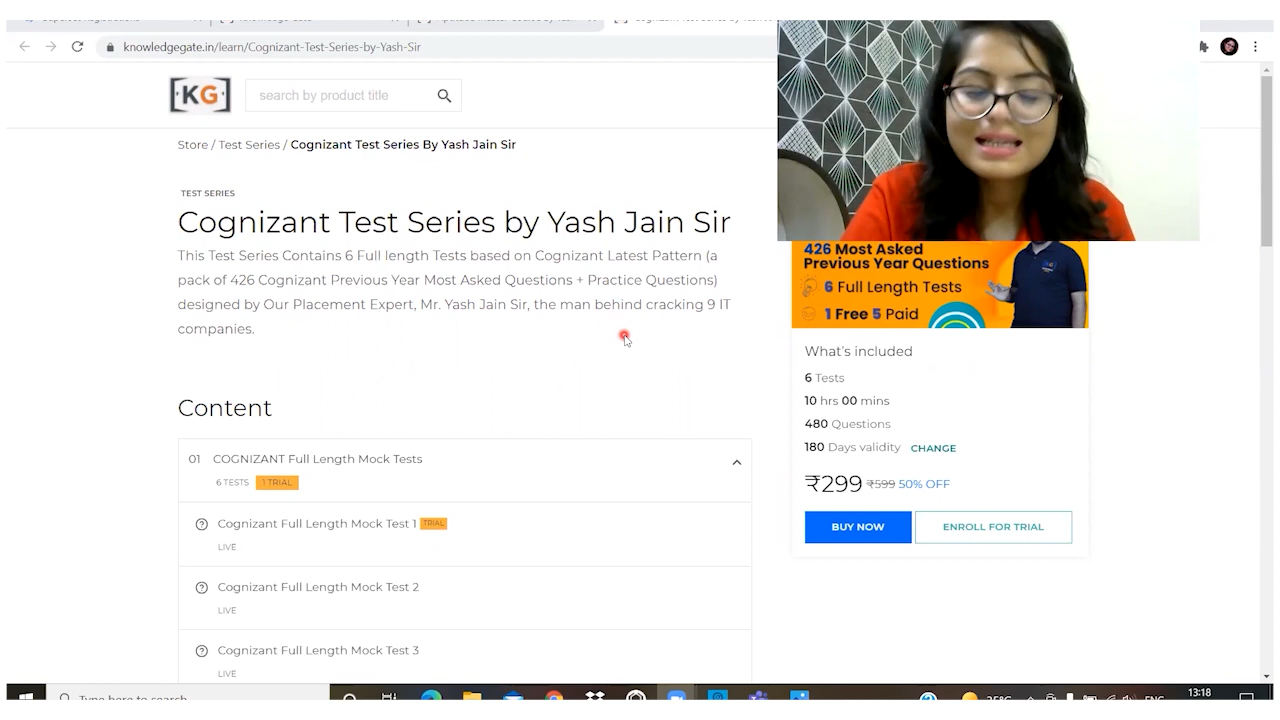 knowledgegate.in/learn/Cognizant-Test-Series-by-Yash-Sir
KG
search by product title
Store / Test Series / Cognizant Test Series By Yash Jain Sir
TEST SERIES
Cognizant Test Series by Yash Jain Sir
This Test Series Contains 6 Full length Tests based on Cognizant Latest Pattern (a
pack of 426 Cognizant Previous Year Most Asked Questions + Practice Questions)
designed by Our Placement Expert, Mr. Yash Jain Sir, the man behind cracking 9 IT
companies.
Content
01 COGNIZANT Full Length Mock Tests
6 TESTS 1 TRIAL
Cognizant Full Length Mock Test 1 TRIAL
LIVE
Cognizant Full Length Mock Test 2
LIVE
Cognizant Full Length Mock Test 3
LIVE
426 Most Asked
Previous Year Questions
6 Full Length Tests
1 Free 5 Paid
What's included
6 Tests
10 hrs 00 mins
480 Questions
180 Days validity CHANGE
₹299 ₹599 50% OFF
BUY NOW
ENROLL FOR TRIAL
Type here to search
25°C
ENG
13:18